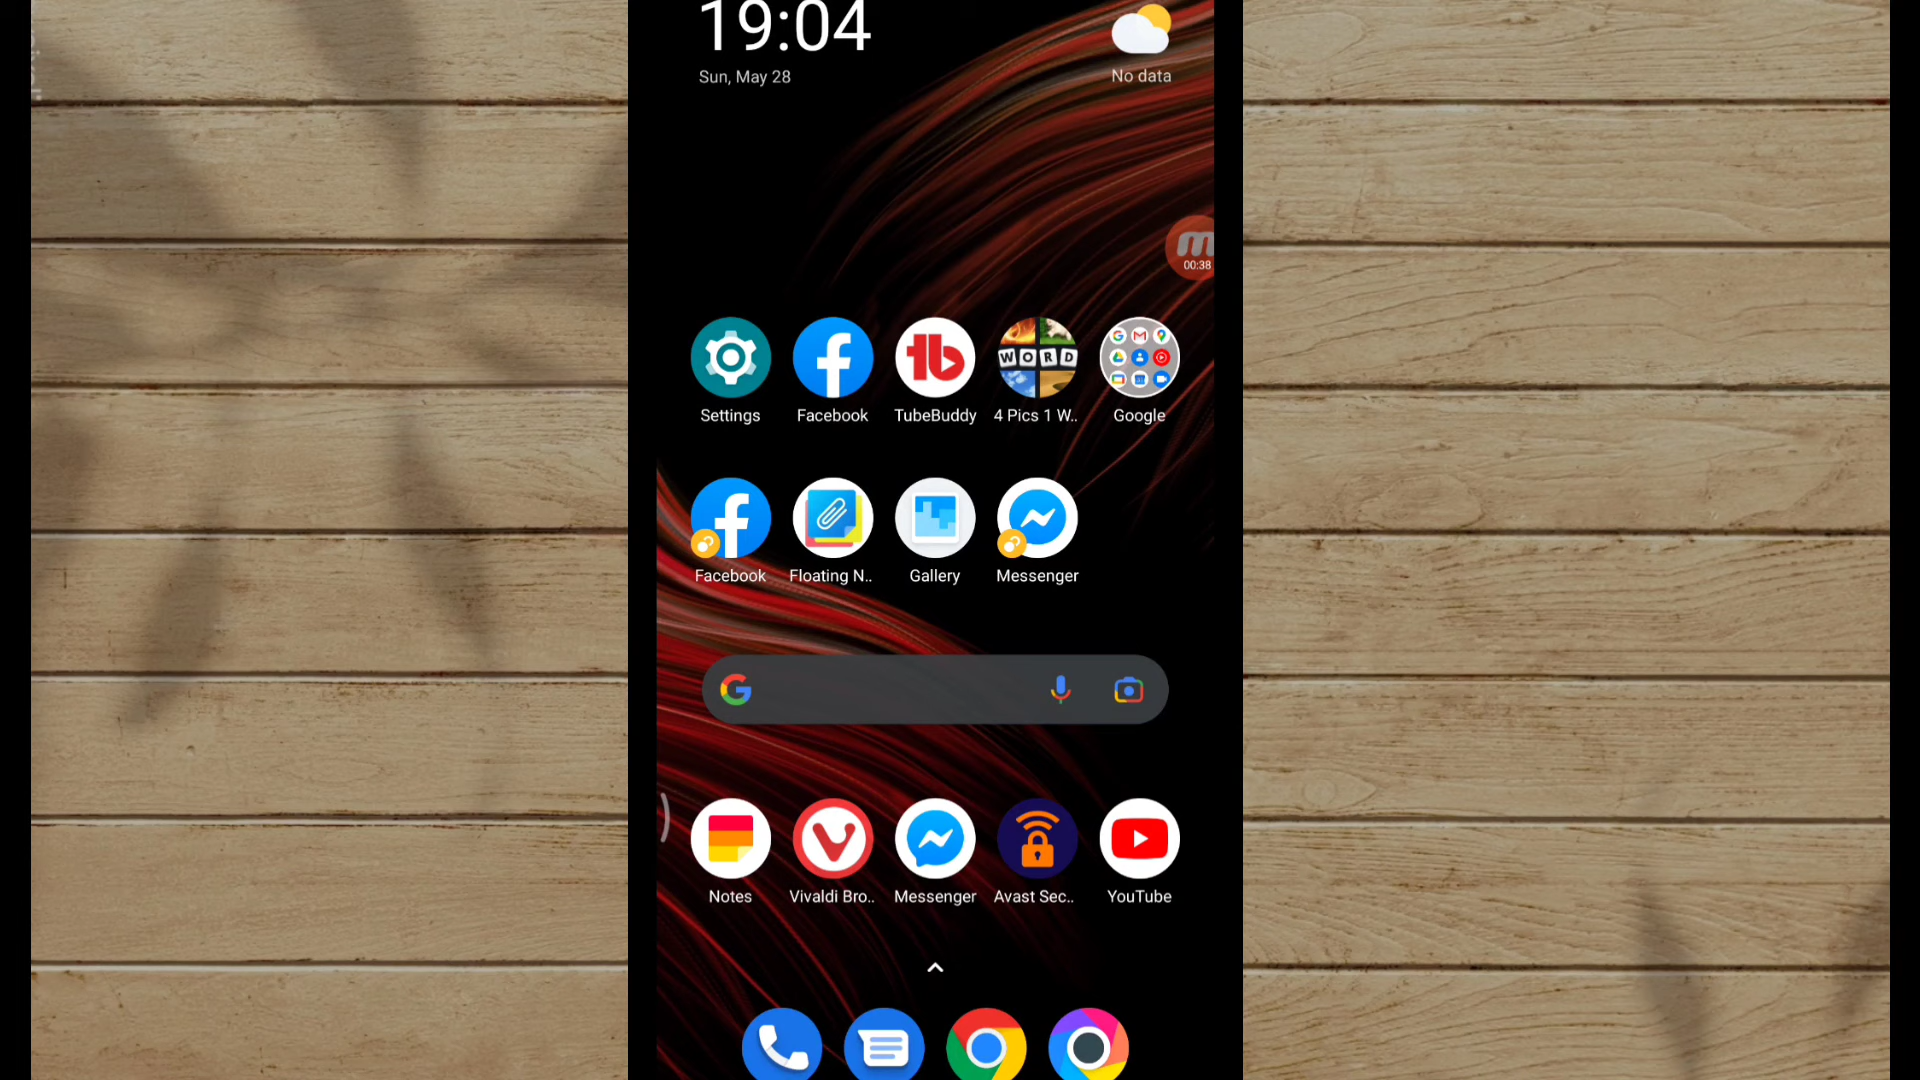 19:04
Sun, May 28
No data
00:38
WORD
Settings
Facebook
TubeBuddy
4 Pics 1 W..
Google
Facebook
Floating N..
Gallery
Messenger
Notes
Vivaldi Bro..
Messenger
Avast Sec..
YouTube